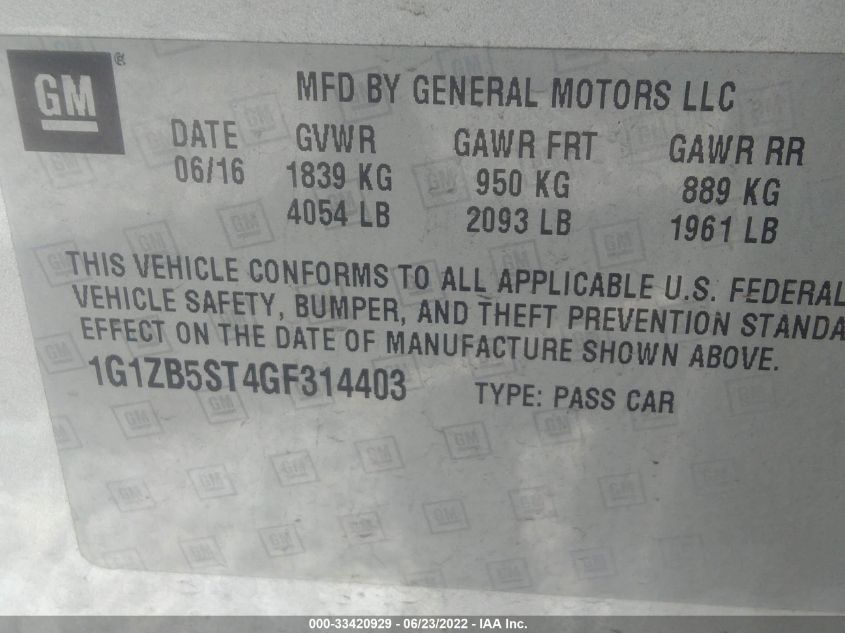 GM ®
MFD BY GENERAL MOTORS LLC
DATE GVWR GAWR FRT GAWR RR
06/16 1839 KG 950 KG 889 KG
4054 LB 2093 LB 1961 LB
THIS VEHICLE CONFORMS TO ALL APPLICABLE U.S. FEDERAL
VEHICLE SAFETY, BUMPER, AND THEFT PREVENTION STANDA
EFFECT ON THE DATE OF MANUFACTURE SHOWN ABOVE.
1G1ZB5ST4GF314403 TYPE: PASS CAR
000-33420929 - 06/23/2022 - IAA Inc.